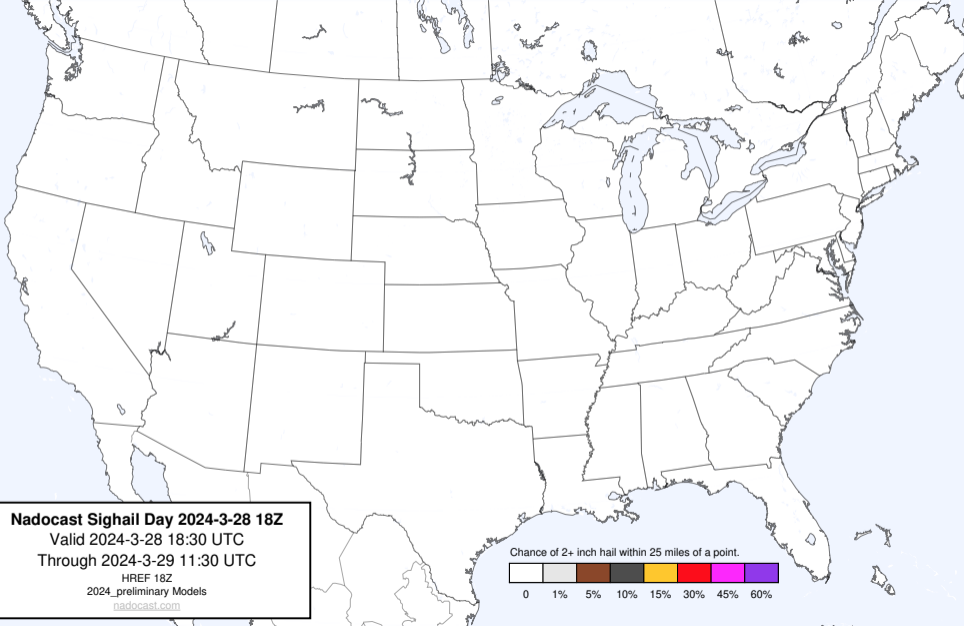 Nadocast Sighail Day 2024-3-28 18Z
Valid 2024-3-28 18:30 UTC
Through 2024-3-29 11:30 UTC
HREF 18Z
2024_preliminary Models
nadocast.com
Chance of 2+ inch hail within 25 miles of a point.
0 1% 5% 10% 15% 30% 45% 60%